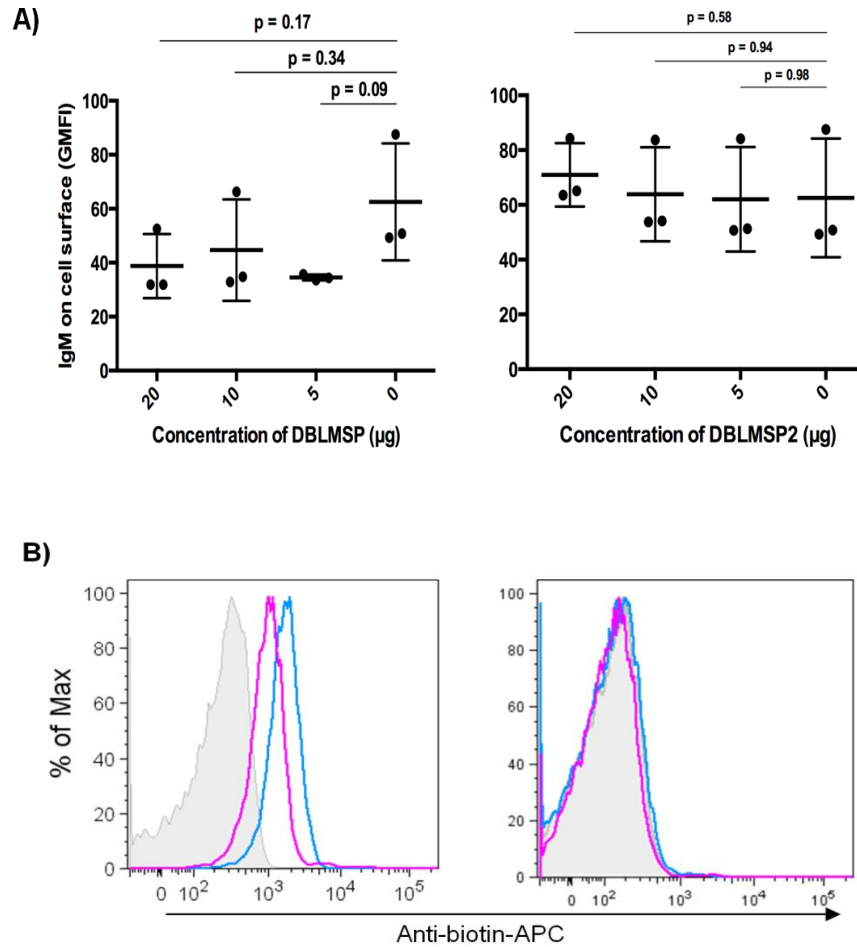 A)
p = 0.17
p = 0.34
p = 0.09
IgM on cell surface (GMFI)
100
80
60
40
20
0
20
10
5
0
Concentration of DBLMSP (µg)
p = 0.58
p = 0.94
p = 0.98
100
80
60
40
20
0
20
10
5
0
Concentration of DBLMSP2 (µg)
B)
% of Max
100
80
60
40
20
0
0 10² 10³ 10⁴ 10⁵
100
80
60
40
20
0
0 10² 10³ 10⁴ 10⁵
Anti-biotin-APC